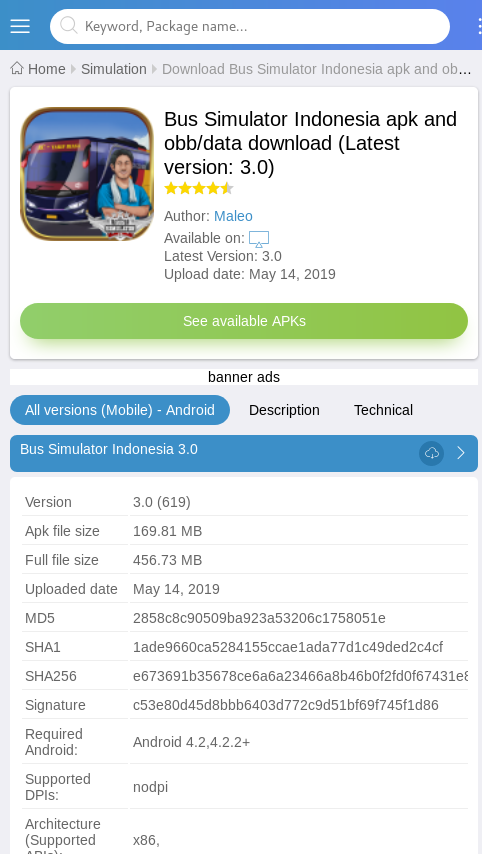 Keyword, Package name...
Home Simulation Download Bus Simulator Indonesia apk and ob...
Bus Simulator Indonesia apk and
obb/data download (Latest
version: 3.0)
Author: Maleo
Available on:
Latest Version: 3.0
Upload date: May 14, 2019
See available APKs
banner ads
All versions (Mobile) - Android Description Technical
Bus Simulator Indonesia 3.0
Version 3.0 (619)
Apk file size 169.81 MB
Full file size 456.73 MB
Uploaded date May 14, 2019
MD5 2858c8c90509ba923a53206c1758051e
SHA1 1ade9660ca5284155ccae1ada77d1c49ded2c4cf
SHA256 e673691b35678ce6a6a23466a8b46b0f2fd0f67431e8
Signature c53e80d45d8bbb6403d772c9d51bf69f745f1d86
Required
Android: Android 4.2,4.2.2+
Supported
DPIs: nodpi
Architecture
(Supported x86,
APIs):